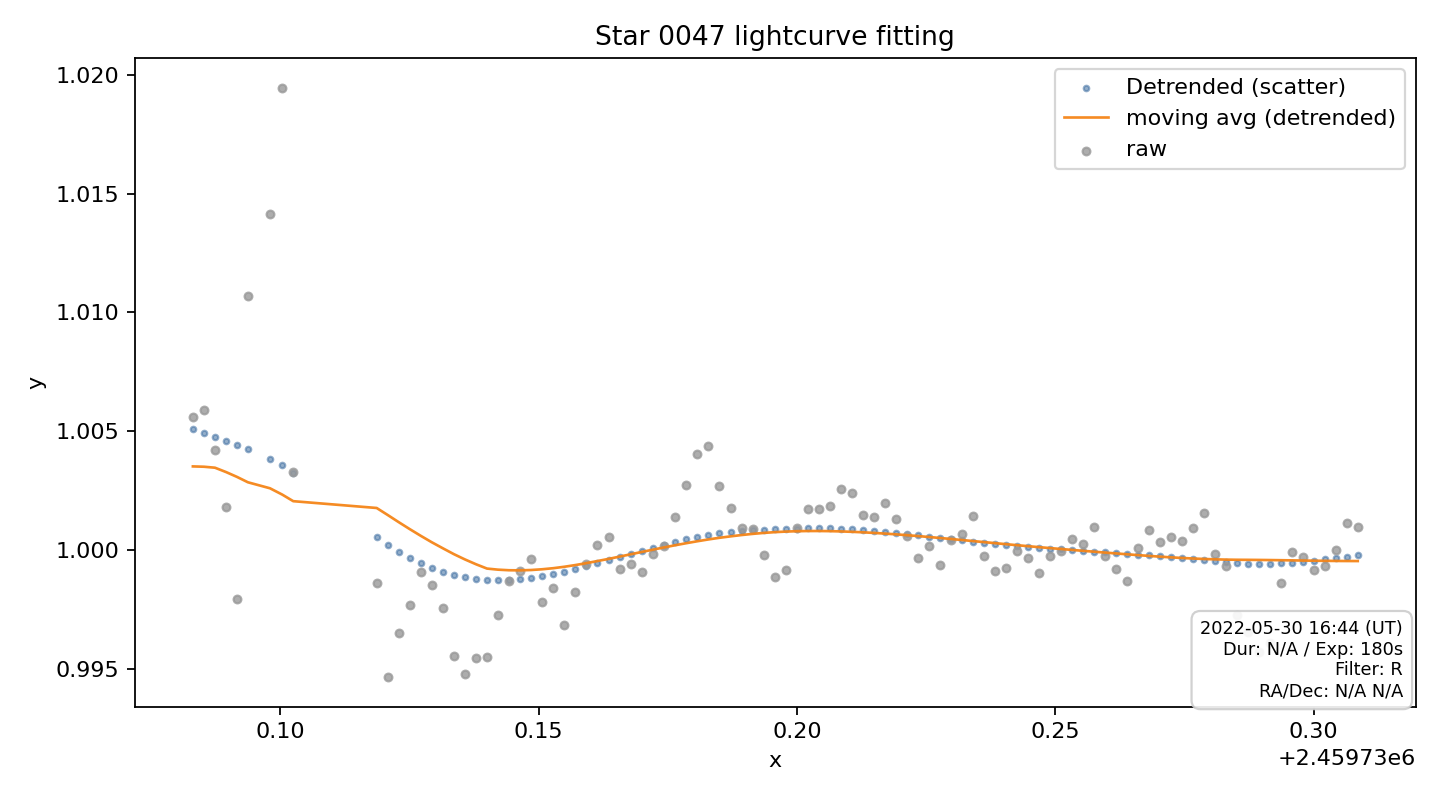 Star 0047 lightcurve fitting
Detrended (scatter)
moving avg (detrended)
raw
1.020
1.015
1.010
1.005
1.000
0.995
y
2022-05-30 16:44 (UT)
Dur: N/A / Exp: 180s
Filter: R
RA/Dec: N/A N/A
0.10 0.15 0.20 0.25 0.30
x
+2.45973e6